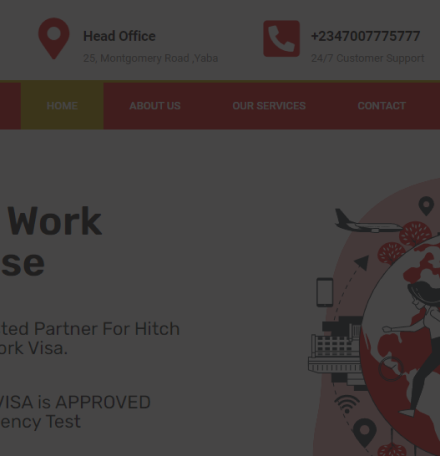 Head Office
25, Montgomery Road ,Yaba
+2347007775777
24/7 Customer Support
HOME ABOUT US OUR SERVICES CONTACT
Work
se
ted Partner For Hitch
ork Visa.
VISA is APPROVED
ency Test